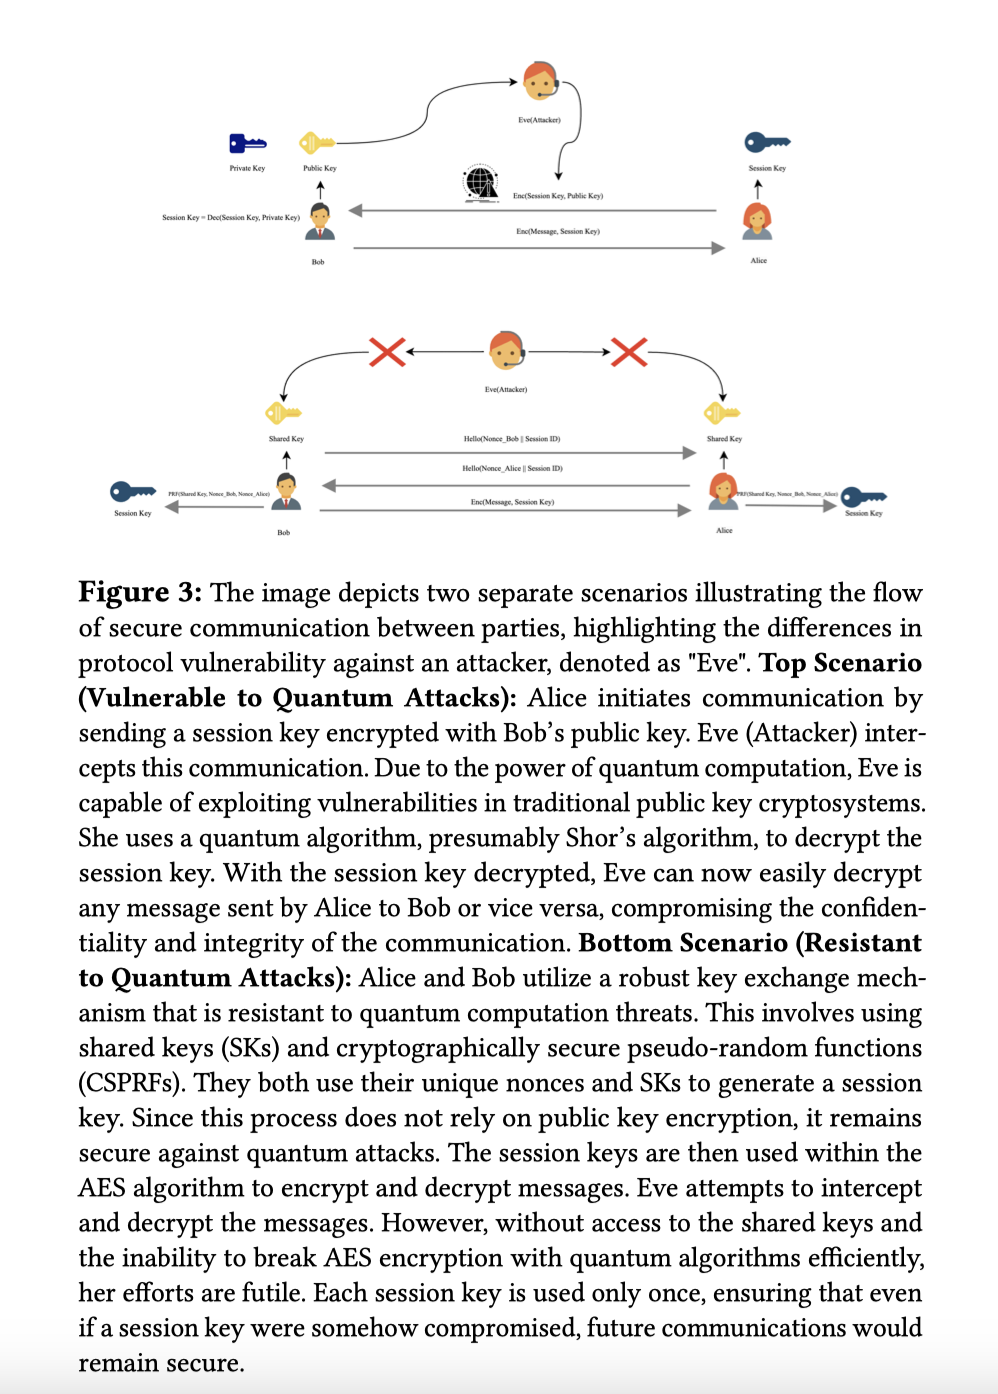 Eve(Attacker)
Private Key
Public Key
Session Key
Enc(Session Key, Public Key)
Session Key = Dec(Session Key, Private Key)
Enc(Message, Session Key)
Bob
Alice
Eve(Attacker)
Shared Key
Shared Key
Hello(Nonce_Bob || Session ID)
Hello(Nonce_Alice || Session ID)
PRF(Shared Key, Nonce_Bob, Nonce_Alice)
PRF(Shared Key, Nonce_Bob, Nonce_Alice)
Enc(Message, Session Key)
Session Key
Session Key
Bob
Alice
Figure 3: The image depicts two separate scenarios illustrating the flow
of secure communication between parties, highlighting the differences in
protocol vulnerability against an attacker, denoted as "Eve". Top Scenario
(Vulnerable to Quantum Attacks): Alice initiates communication by
sending a session key encrypted with Bob’s public key. Eve (Attacker) inter-
cepts this communication. Due to the power of quantum computation, Eve is
capable of exploiting vulnerabilities in traditional public key cryptosystems.
She uses a quantum algorithm, presumably Shor’s algorithm, to decrypt the
session key. With the session key decrypted, Eve can now easily decrypt
any message sent by Alice to Bob or vice versa, compromising the confiden-
tiality and integrity of the communication. Bottom Scenario (Resistant
to Quantum Attacks): Alice and Bob utilize a robust key exchange mech-
anism that is resistant to quantum computation threats. This involves using
shared keys (SKs) and cryptographically secure pseudo-random functions
(CSPRFs). They both use their unique nonces and SKs to generate a session
key. Since this process does not rely on public key encryption, it remains
secure against quantum attacks. The session keys are then used within the
AES algorithm to encrypt and decrypt messages. Eve attempts to intercept
and decrypt the messages. However, without access to the shared keys and
the inability to break AES encryption with quantum algorithms efficiently,
her efforts are futile. Each session key is used only once, ensuring that even
if a session key were somehow compromised, future communications would
remain secure.